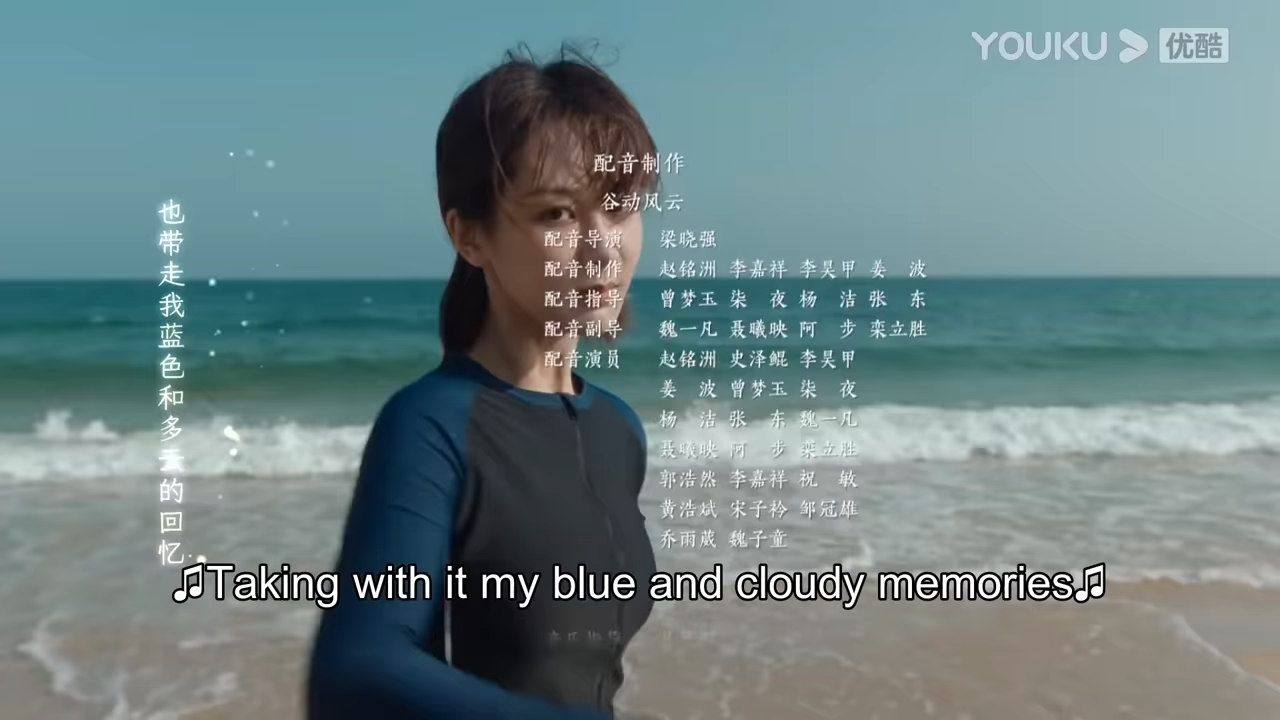 YOUKU 优酷
配音制作
谷动风云
配音导演 梁晓强
配音制作 赵铭洲 李嘉祥 李昊甲 姜 波
配音指导 曾梦玉 柒 夜 杨 洁 张 东
配音副导 魏一凡 聂曦映 阿 步 栾立胜
配音演员 赵铭洲 史泽鲲 李昊甲
姜 波 曾梦玉 柒 夜
杨 洁 张 东 魏一凡
聂曦映 阿 步 栾立胜
郭浩然 李嘉祥 祝 敏
黄浩斌 宋子衿 邹冠雄
乔雨葳 魏子童
音乐指导
也带走我蓝色和多云的回忆
♫Taking with it my blue and cloudy memories♫